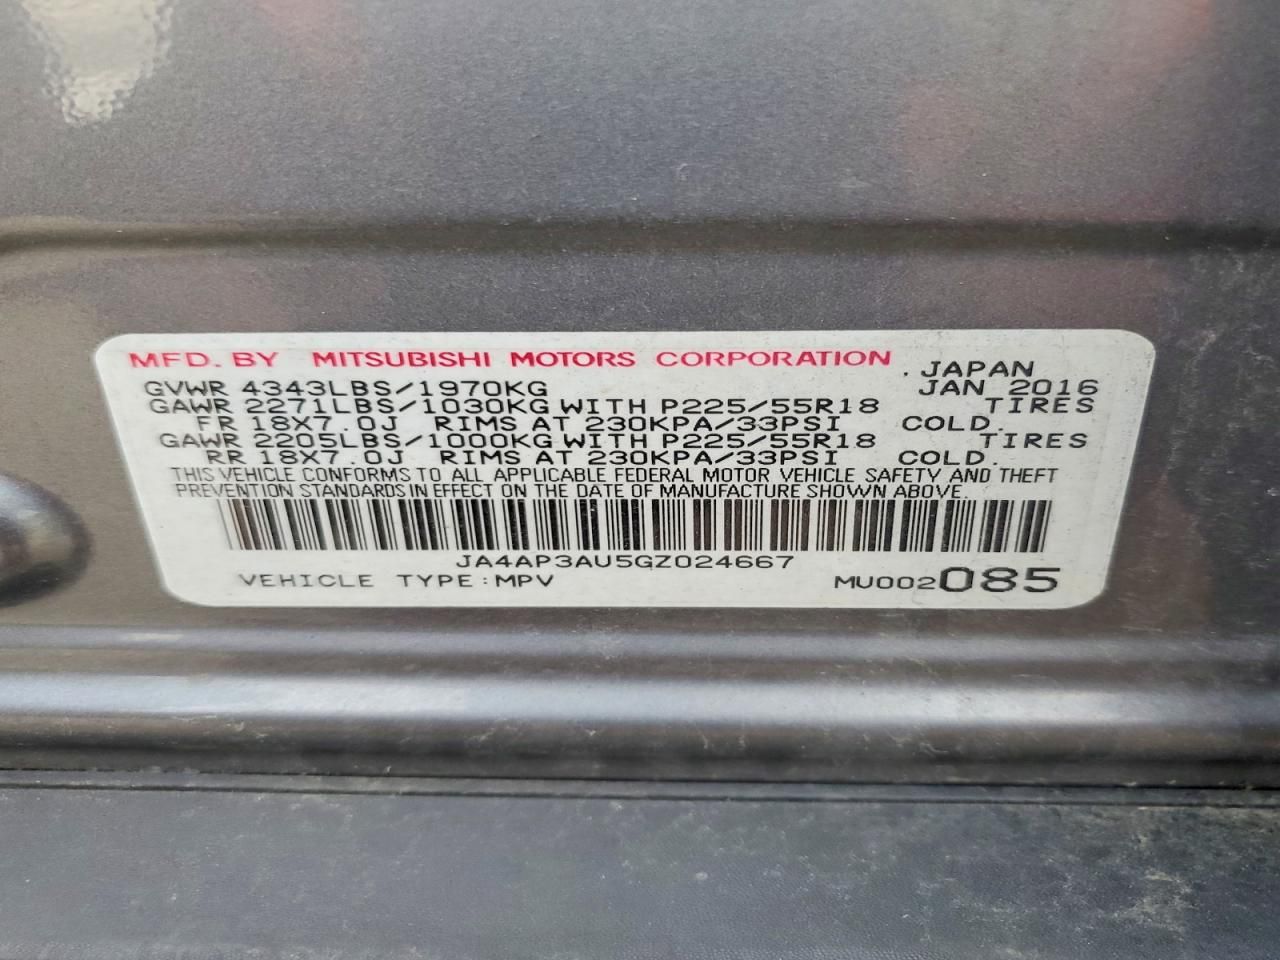 MFD. BY MITSUBISHI MOTORS CORPORATION . JAPAN
GVWR 4343LBS/1970KG JAN 2016
GAWR 2271LBS/1030KG WITH P225/55R18 TIRES
FR 18X7.0J RIMS AT 230KPA/33PSI COLD.
GAWR 2205LBS/1000KG WITH P225/55R18 TIRES
RR 18X7.0J RIMS AT 230KPA/33PSI COLD.
THIS VEHICLE CONFORMS TO ALL APPLICABLE FEDERAL MOTOR VEHICLE SAFETY AND THEFT
PREVENTION STANDARDS IN EFFECT ON THE DATE OF MANUFACTURE SHOWN ABOVE.
JA4AP3AU5GZ024667
VEHICLE TYPE:MPV MU002085